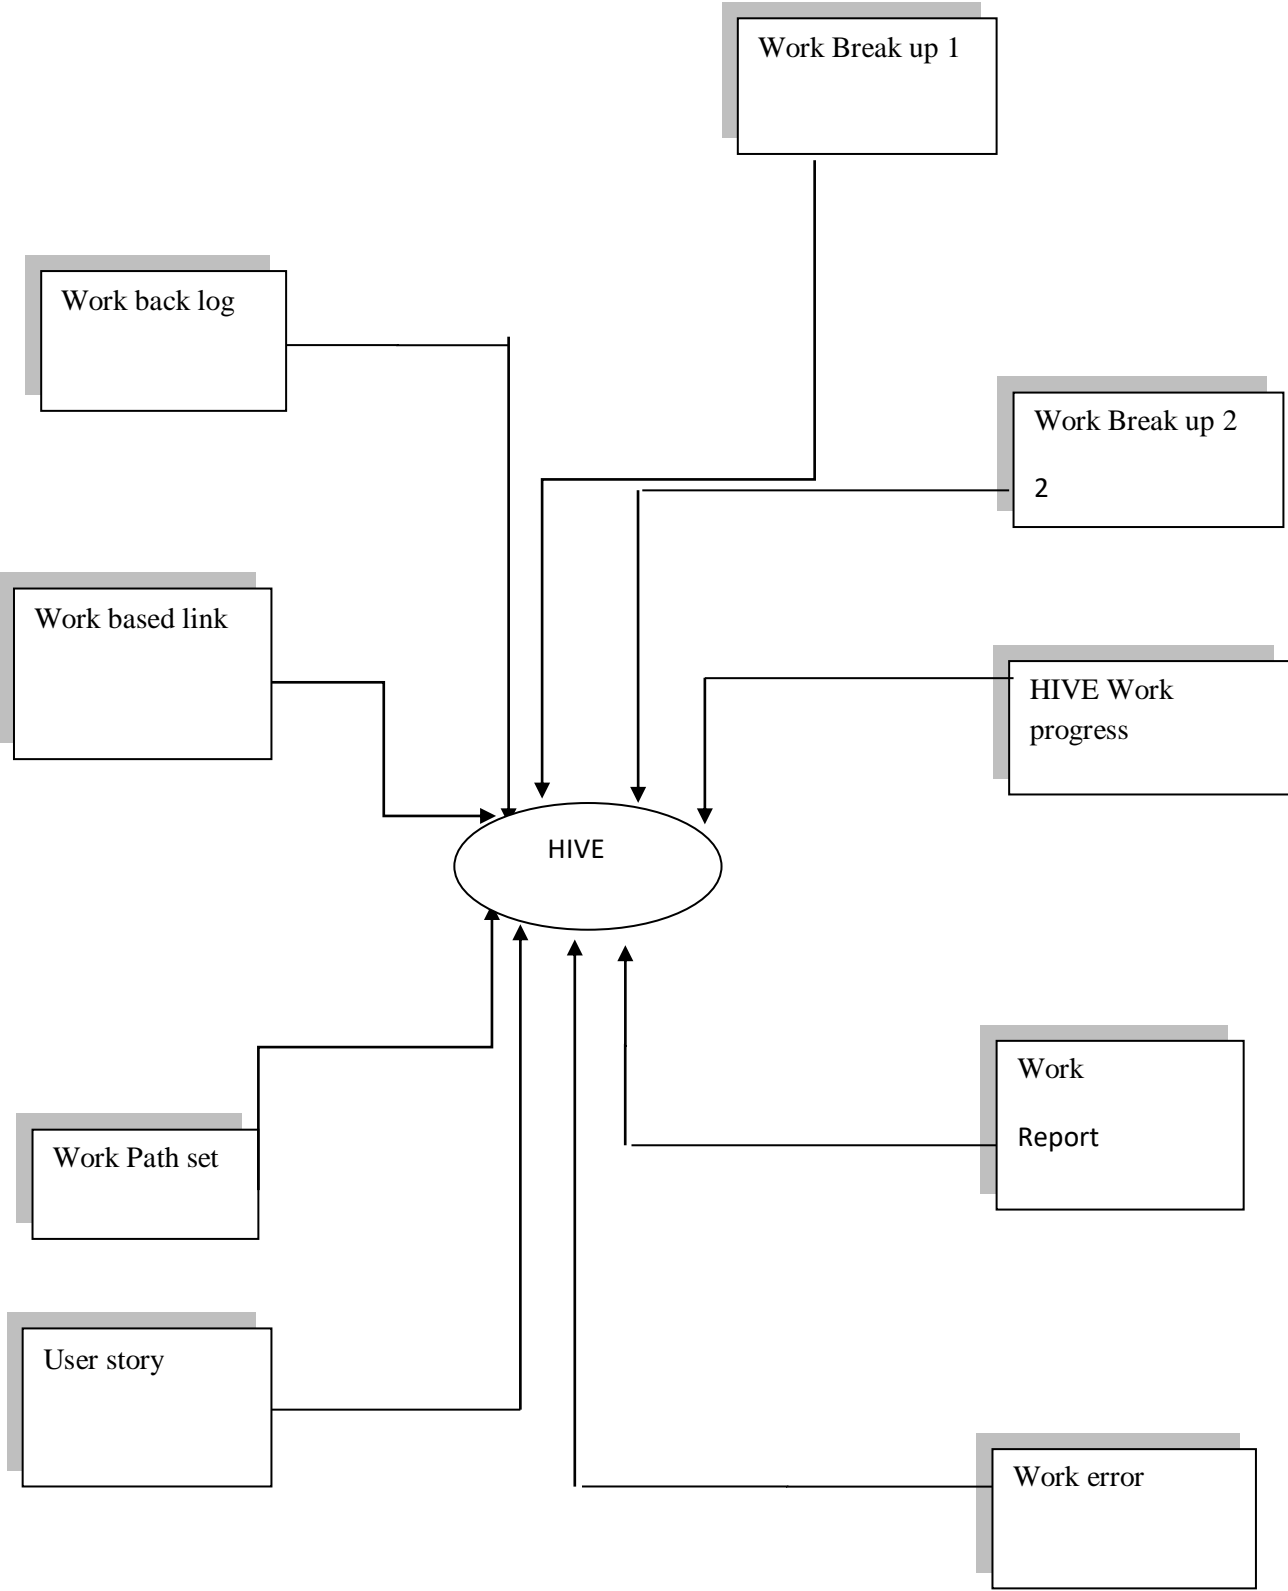 Work Break up 1
Work back log
Work Break up 2
2
Work based link
HIVE Work
progress
HIVE
Work
Report
Work Path set
User story
Work error